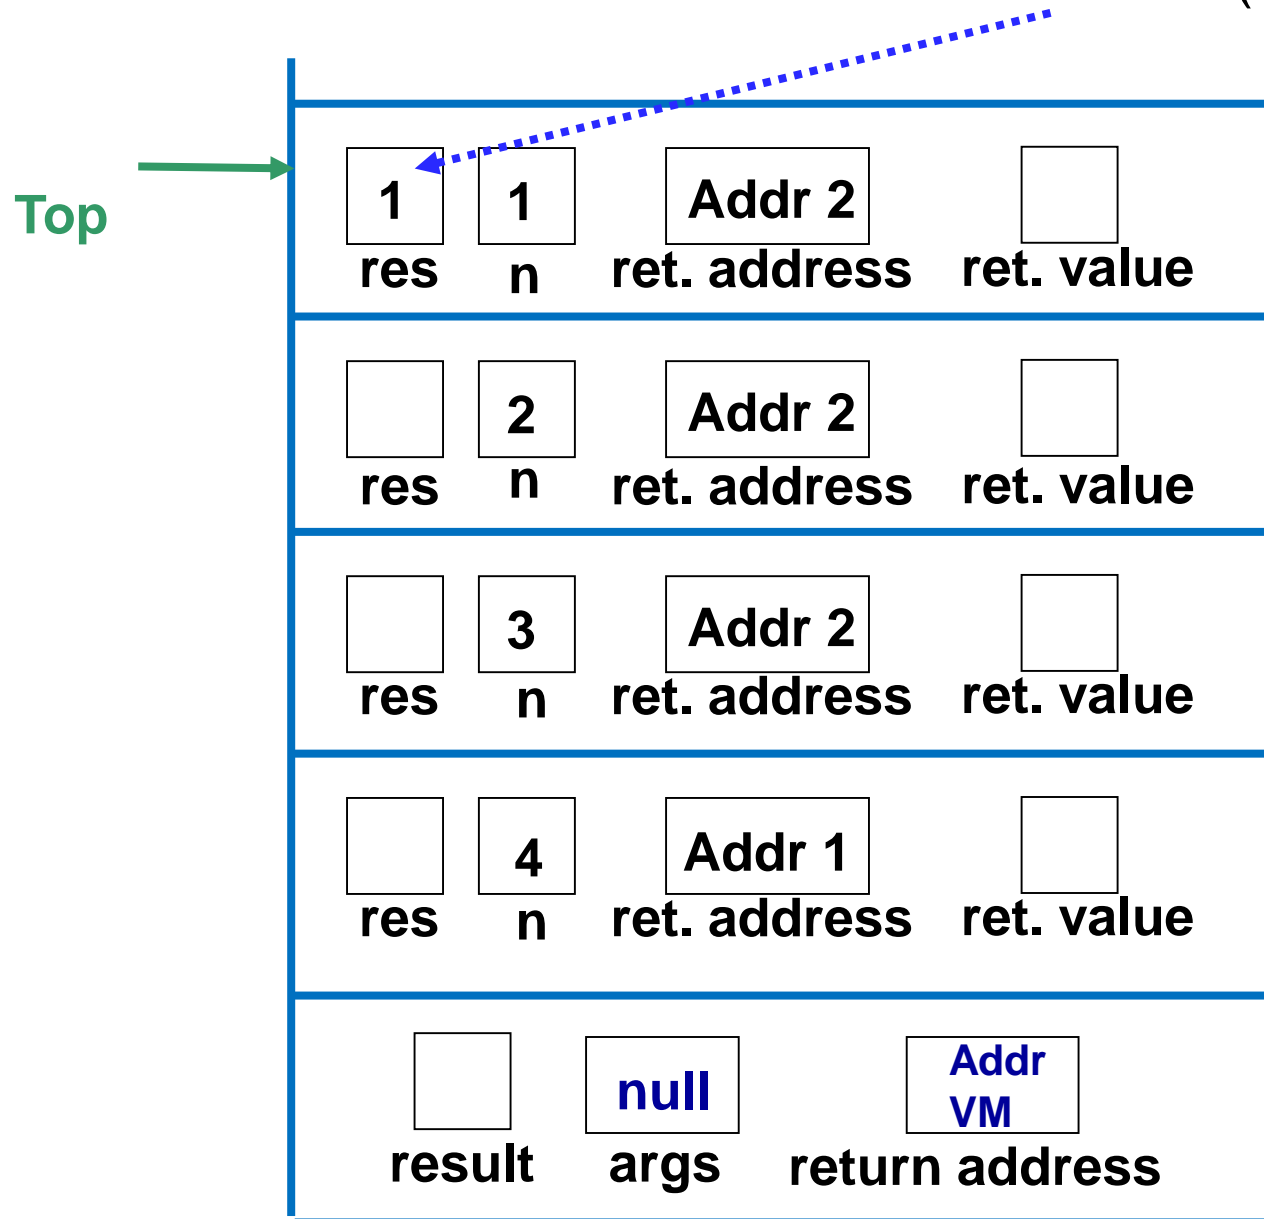 (
1 1 Addr 2
Top
res n ret. address ret. value
2 Addr 2
res n ret. address ret. value
3 Addr 2
res n ret. address ret. value
4 Addr 1
res n ret. address ret. value
null Addr
VM
result args return address